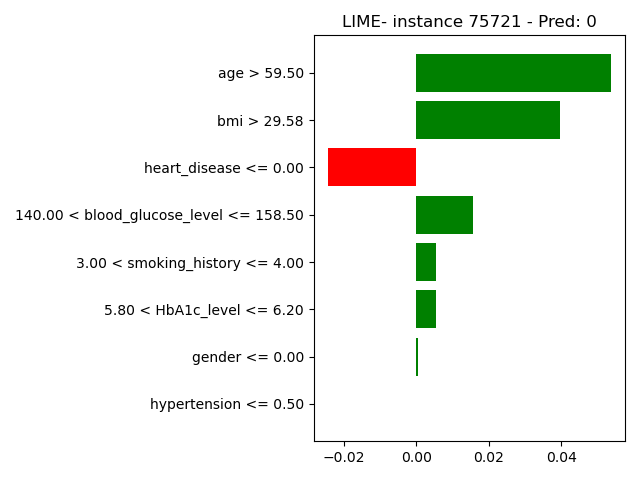 LIME- instance 75721 - Pred: 0
age > 59.50
bmi > 29.58
heart_disease <= 0.00
140.00 < blood_glucose_level <= 158.50
3.00 < smoking_history <= 4.00
5.80 < HbA1c_level <= 6.20
gender <= 0.00
hypertension <= 0.50
−0.02 0.00 0.02 0.04